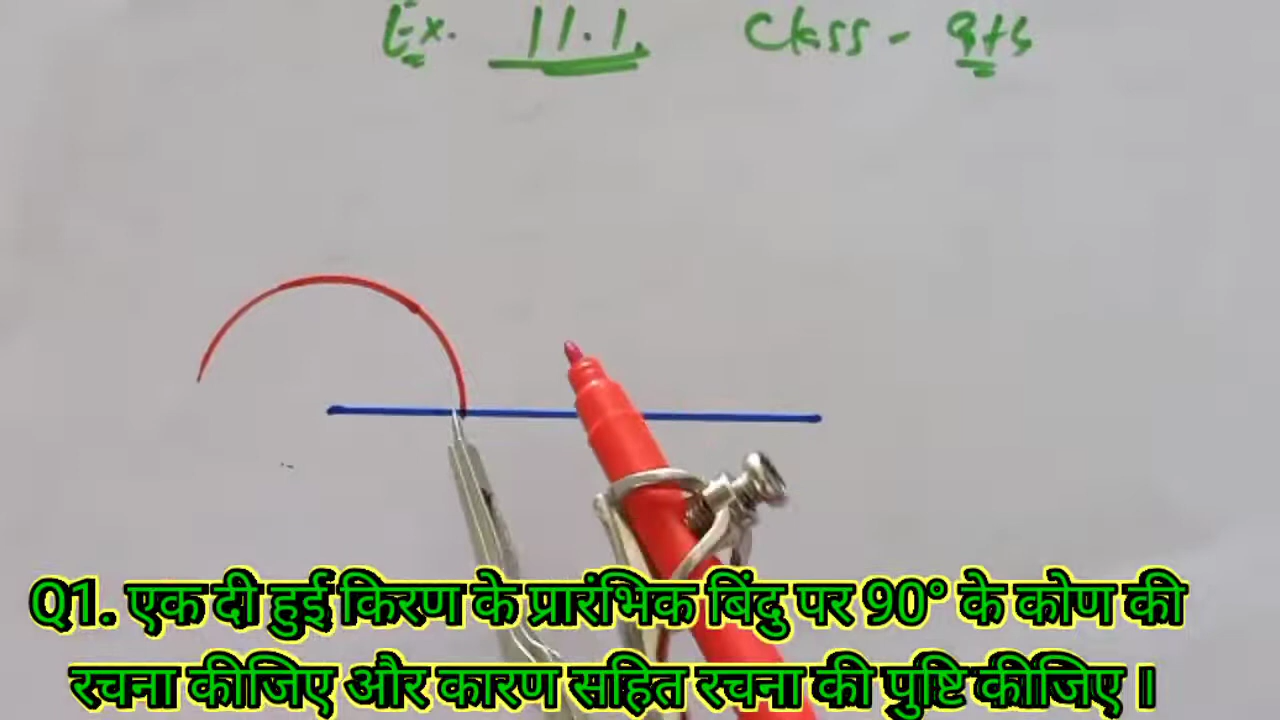 Ex. 11.1. Class - 9th
Q1. एक दी हुई किरण के प्रारंभिक बिंदु पर 90° के कोण की
रचना कीजिए और कारण सहित रचना की पुष्टि कीजिए ।